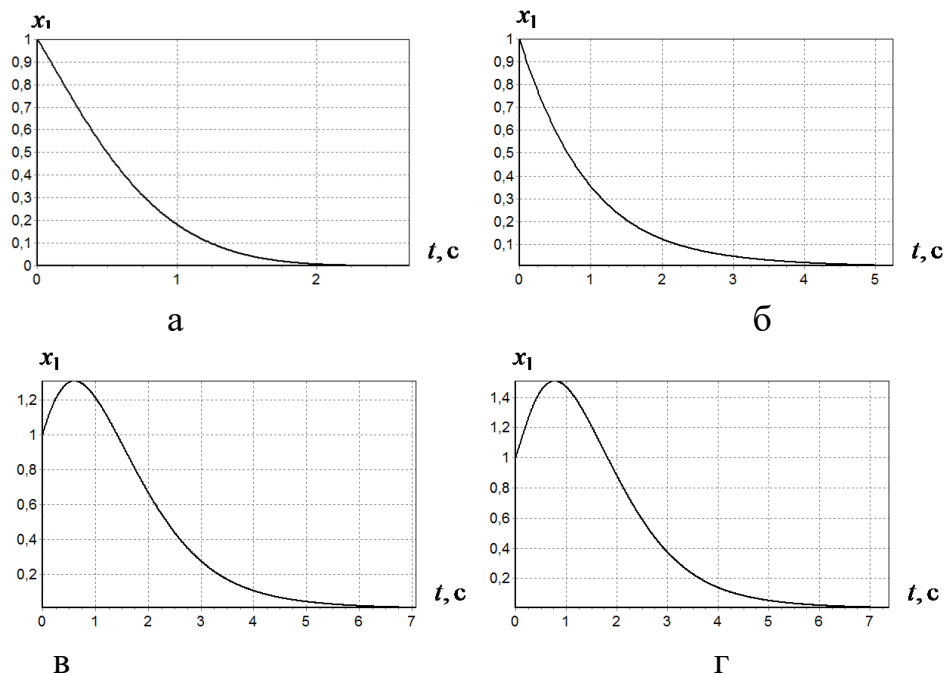 x₁ x₁
1 1
0,9 0,9
0,8 0,8
0,7 0,7
0,6 0,6
0,5 0,5
0,4 0,4
0,3 0,3
0,2 0,2
0,1 t, с 0,1 t, с
0
0 1 2 0 1 2 3 4 5
а б
x₁ x₁
1,2 1,4
1 1,2
0,8 1
0,6 0,8
0,4 0,6
0,2 0,4
0,2
t, с t, с
0 1 2 3 4 5 6 7 0 1 2 3 4 5 6 7
в г